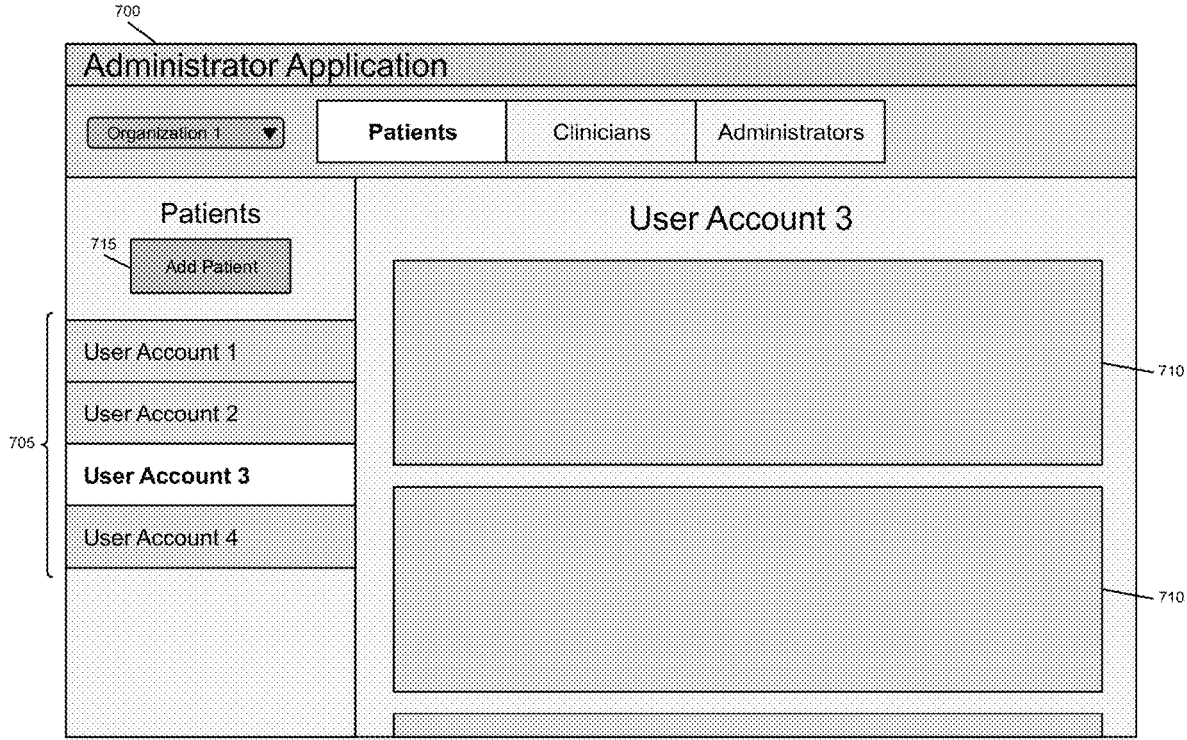 700
Administrator Application
Organization 1
Patients Clinicians Administrators
Patients
715
Add Patient
User Account 1
User Account 2
705
User Account 3
User Account 4
User Account 3
710
710